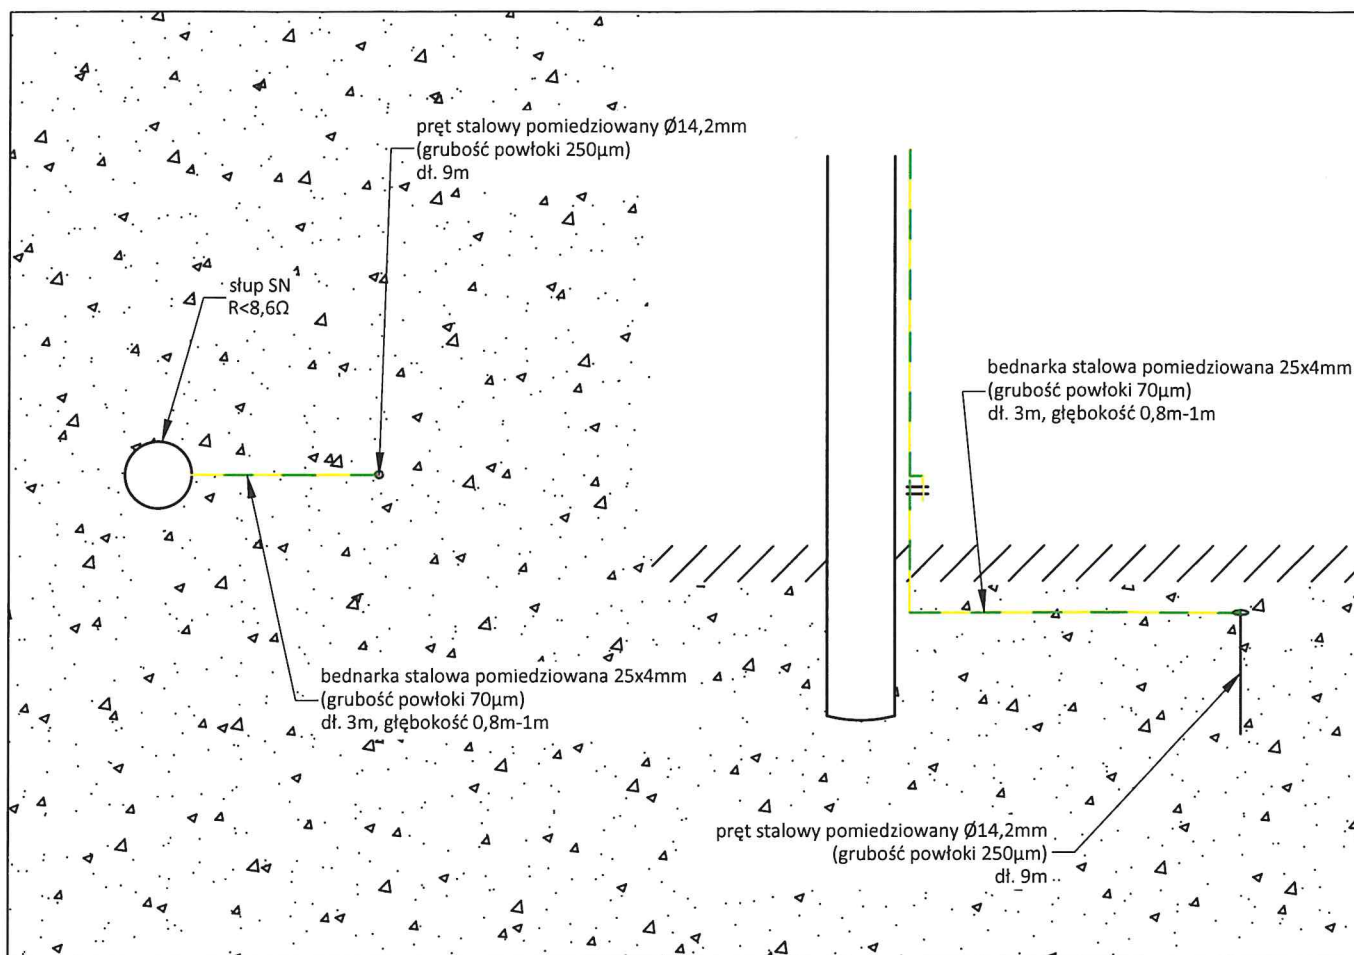 pręt stalowy pomiedziowany Ø14,2mm
(grubość powłoki 250µm)
dł. 9m
słup SN
R<8,6Ω
bednarka stalowa pomiedziowana 25x4mm
(grubość powłoki 70µm)
dł. 3m, głębokość 0,8m-1m
bednarka stalowa pomiedziowana 25x4mm
(grubość powłoki 70µm)
dł. 3m, głębokość 0,8m-1m
pręt stalowy pomiedziowany Ø14,2mm
(grubość powłoki 250µm)
dł. 9m